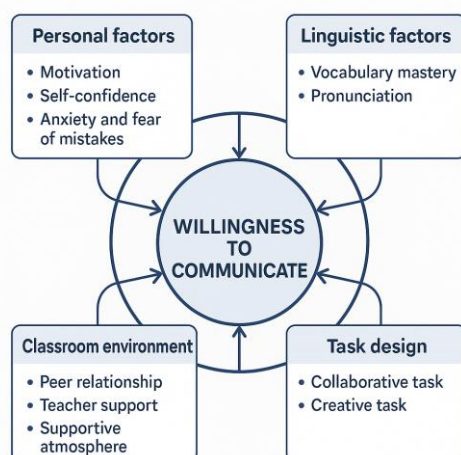 Personal factors
• Motivation
• Self-confidence
• Anxiety and fear
of mistakes
Linguistic factors
• Vocabulary mastery
• Pronunciation
WILLINGNESS
TO
COMMUNICATE
Classroom environment
• Peer relationship
• Teacher support
• Supportive
atmosphere
Task design
• Collaborative task
• Creative task